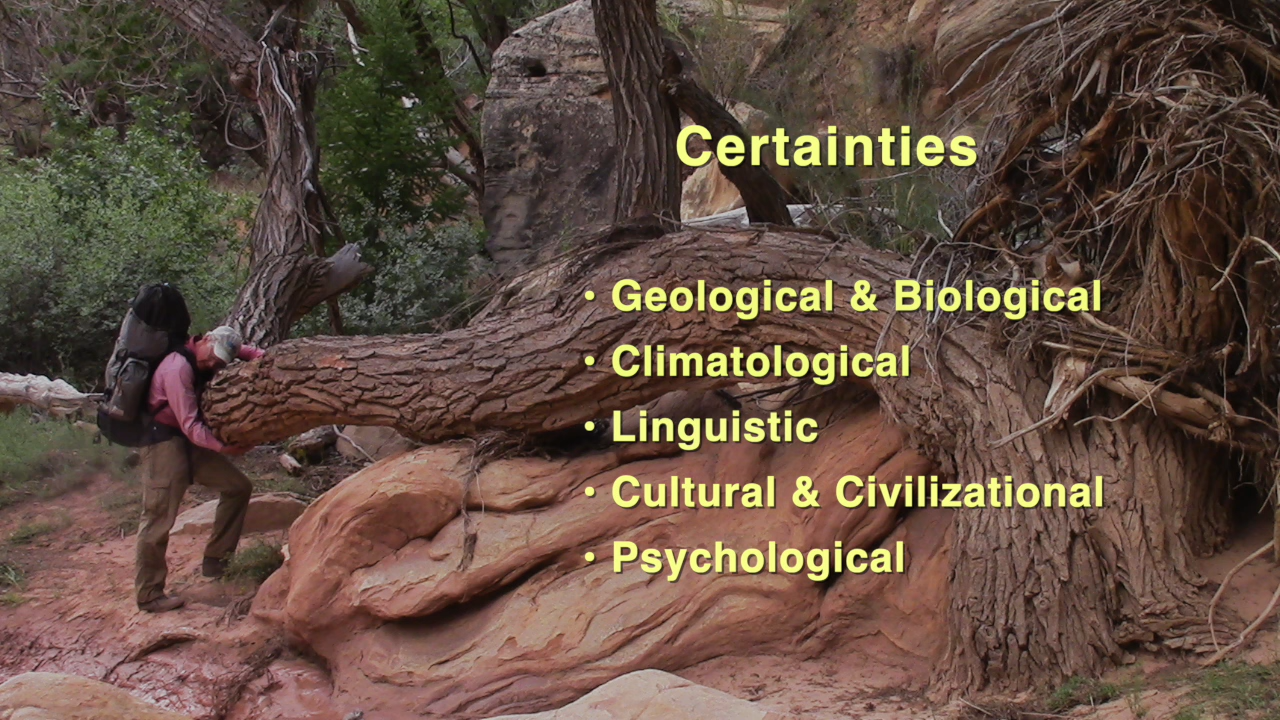 Certainties
• Geological & Biological
• Climatological
• Linguistic
• Cultural & Civilizational
• Psychological